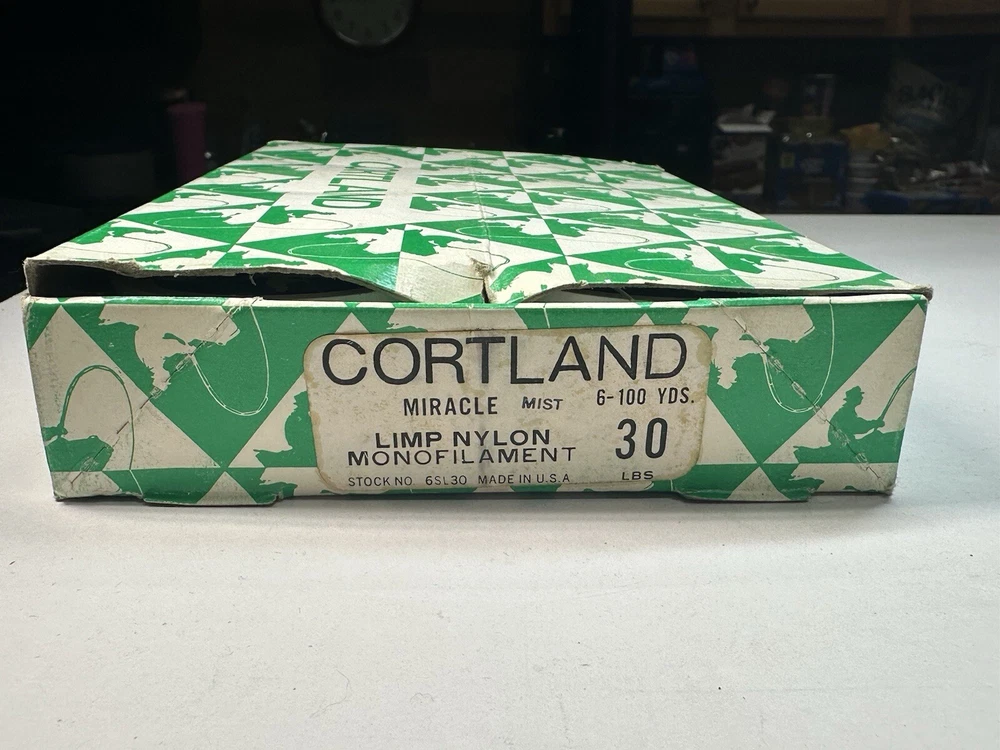 CORTLAND
CORTLAND
MIRACLE MIST 6-100 YDS.
LIMP NYLON
MONOFILAMENT
30
LBS
STOCK NO. 6SL30 MADE IN U.S.A